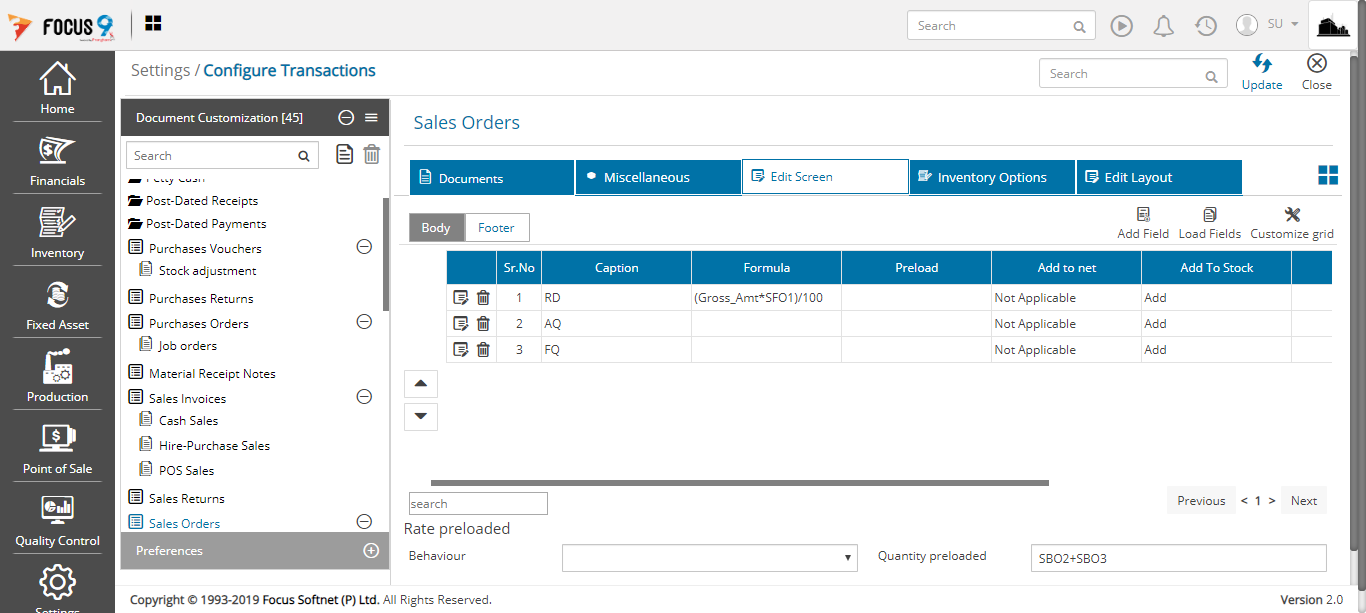 FOCUS 9
Search
SU
Settings / Configure Transactions
Search
Update
Close
Home
Financials
Inventory
Fixed Asset
Production
Point of Sale
Quality Control
Settings
Document Customization [45]
Search
Petty Cash
Post-Dated Receipts
Post-Dated Payments
Purchases Vouchers
Stock adjustment
Purchases Returns
Purchases Orders
Job orders
Material Receipt Notes
Sales Invoices
Cash Sales
Hire-Purchase Sales
POS Sales
Sales Returns
Sales Orders
Preferences
Sales Orders
Documents
Miscellaneous
Edit Screen
Inventory Options
Edit Layout
Body
Footer
Add Field
Load Fields
Customize grid
Sr.No Caption Formula Preload Add to net Add To Stock
1 RD (Gross_Amt*SFO1)/100 Not Applicable Add
2 AQ Not Applicable Add
3 FQ Not Applicable Add
search
Previous < 1 > Next
Rate preloaded
Behaviour
Quantity preloaded SBO2+SBO3
Copyright © 1993-2019 Focus Softnet (P) Ltd. All Rights Reserved.
Version 2.0